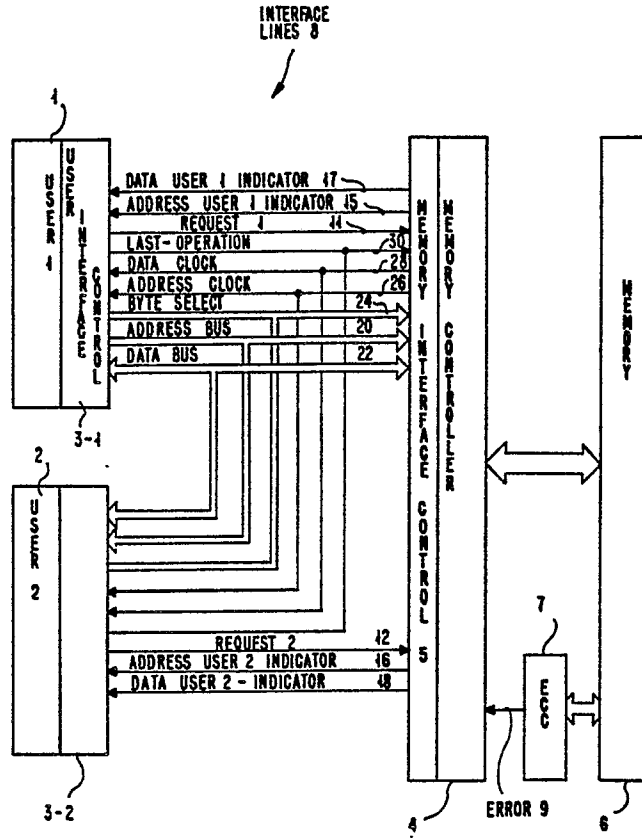 INTERFACE
LINES 8
1
USER 1
USER INTERFACE CONTROL
3-1
DATA USER 1 INDICATOR 17
ADDRESS USER 1 INDICATOR 15
REQUEST 1 11
LAST-OPERATION 30
DATA CLOCK 28
ADDRESS CLOCK 26
BYTE SELECT 24
ADDRESS BUS 20
DATA BUS 22
MEMORY INTERFACE CONTROL 5
MEMORY CONTROLLER
MEMORY
2
USER 2
REQUEST 2 12
ADDRESS USER 2 INDICATOR 16
DATA USER 2 - INDICATOR 18
7
ECC
3-2
4
ERROR 9
6